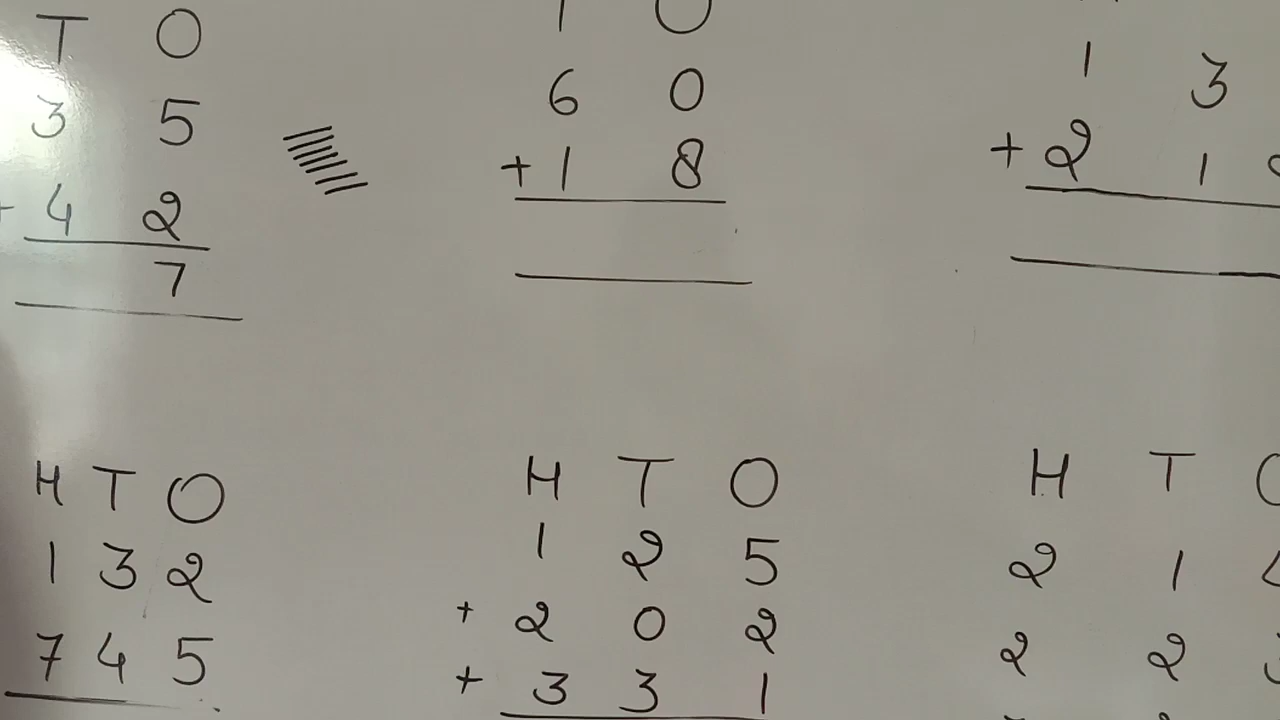 T O
3 5
+ 4 2
7
T O
6 0
+ 1 8
1 3
+ 2 1
H T O
1 3 2
7 4 5
H T O
1 2 5
+ 2 0 2
+ 3 3 1
H T
2 1
2 2